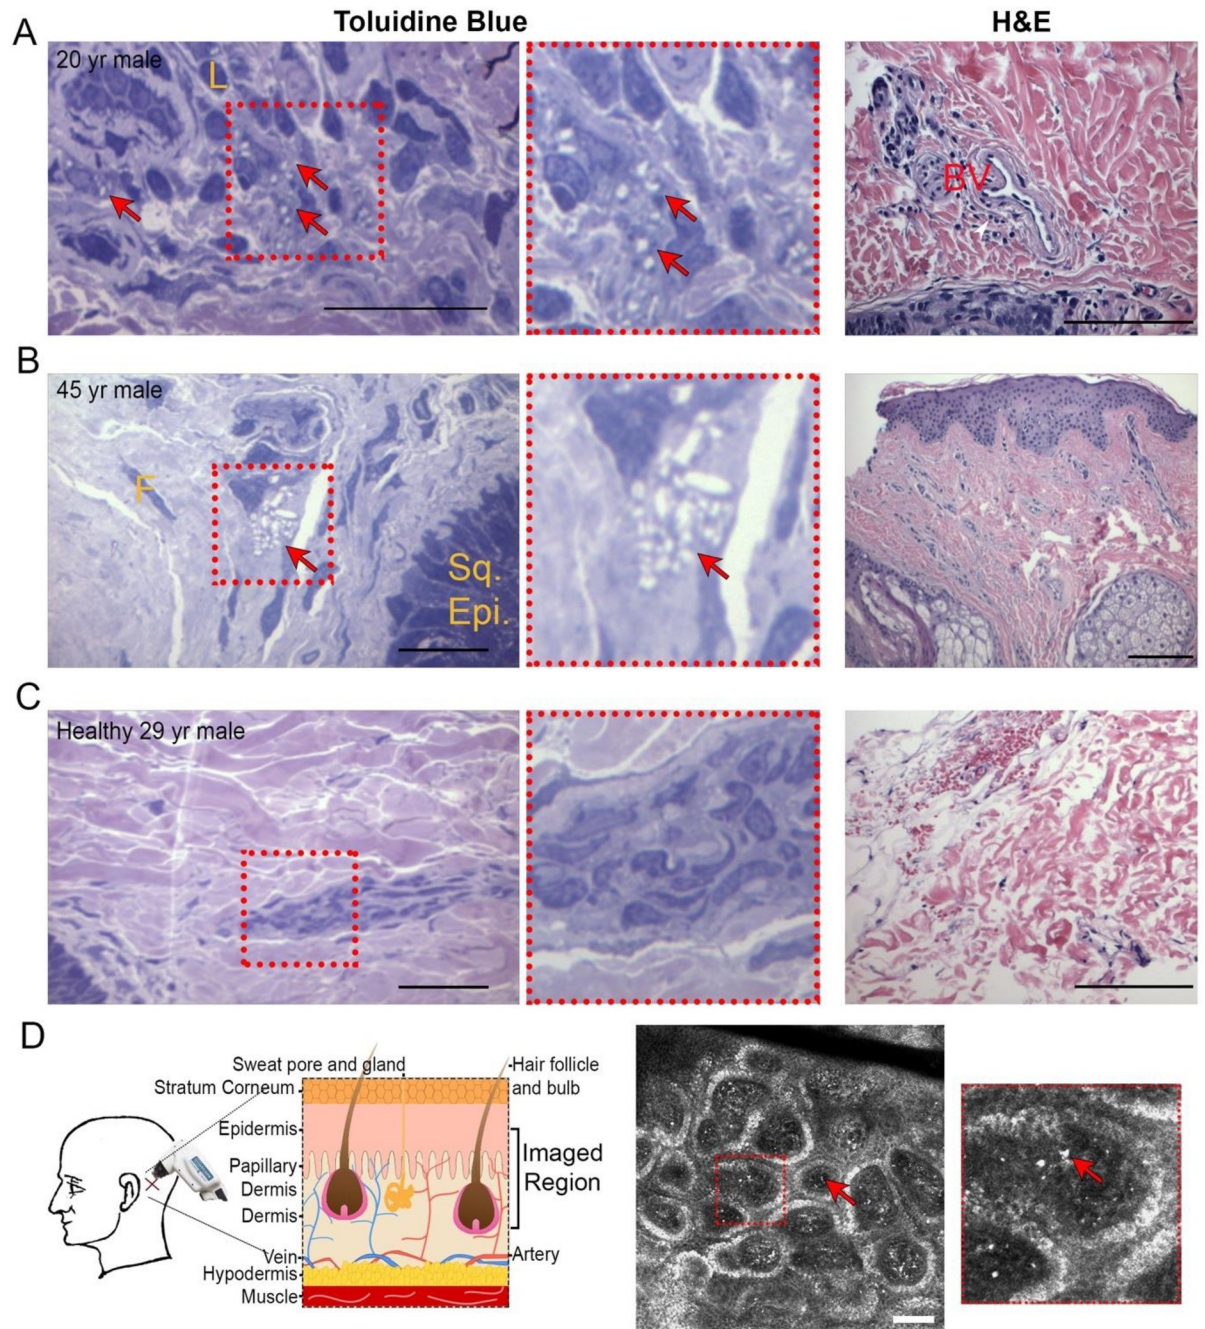 Toluidine Blue
H&E
A
20 yr male
L
BV
B
45 yr male
F
Sq.
Epi.
C
Healthy 29 yr male
D
Sweat pore and gland
Hair follicle
and bulb
Stratum Corneum
Epidermis
Papillary
Dermis
Dermis
Imaged
Region
Vein
Artery
Hypodermis
Muscle